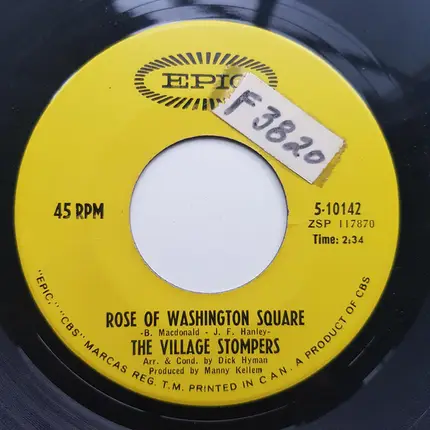 EPIC
F3820
45 RPM
5-10142
ZSP 117870
Time: 2:34
ROSE OF WASHINGTON SQUARE
-B. Macdonald - J. F. Hanley-
THE VILLAGE STOMPERS
Arr. & Cond. by Dick Hyman
Produced by Manny Kellem
"EPIC," "CBS" MARCAS REG. T.M. PRINTED IN CAN. A PRODUCT OF CBS